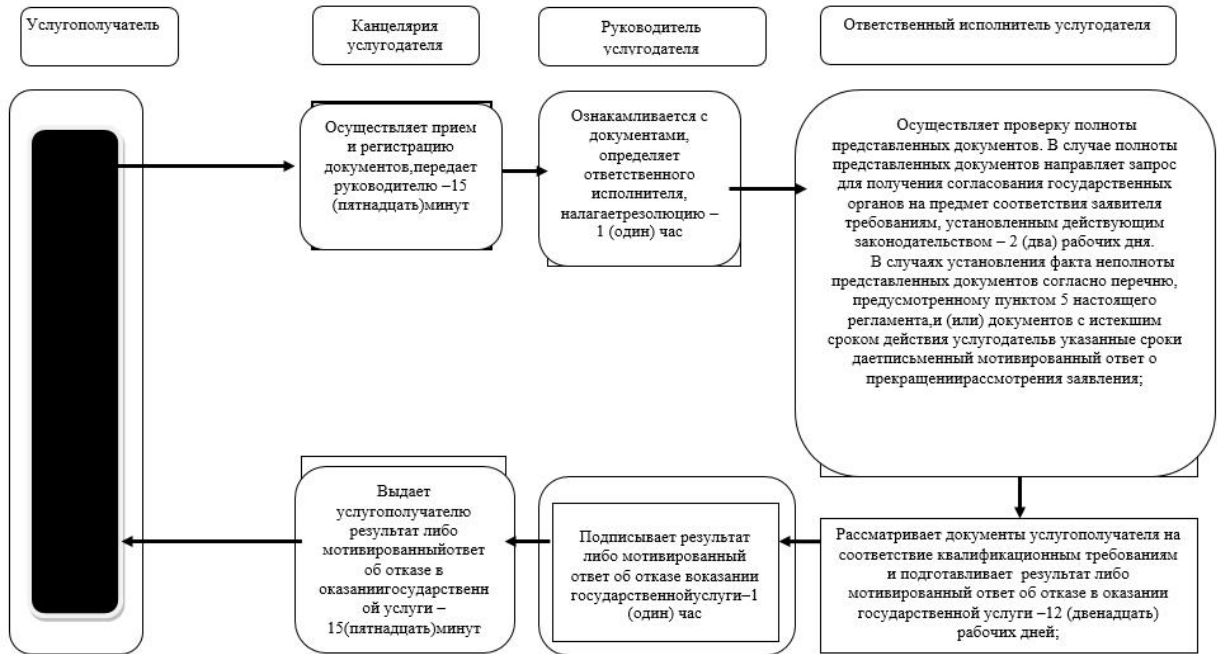 Услугополучатель
Канцелярия
услугодателя
Руководитель
услугодателя
Ответственный исполнитель услугодателя
Осуществляет прием
и регистрацию
документов,передает
руководителю –15
(пятнадцать)минут
Ознакамливается с
документами,
определяет
ответственного
исполнителя,
налагаетрезолюцию –
1 (один) час
Осуществляет проверку полноты
представленных документов. В случае полноты
представленных документов направляет запрос
для получения согласования государственных
органов на предмет соответствия заявителя
требованиям, установленным действующим
законодательством – 2 (два) рабочих дня.
В случаях установления факта неполноты
представленных документов согласно перечню,
предусмотренному пунктом 5 настоящего
регламента,и (или) документов с истекшим
сроком действия услугодательв указанные сроки
даетписьменный мотивированный ответ о
прекращениирассмотрения заявления;
Выдает
услугополучателю
результат либо
мотивированныйответ
об отказе в
оказаниигосударственн
ой услуги –
15(пятнадцать)минут
Подписывает результат
либо мотивированный
ответ об отказе воказании
государственнойуслуги–1
(один) час
Рассматривает документы услугополучателя на
соответствие квалификационным требованиям
и подготавливает результат либо
мотивированный ответ об отказе в оказании
государственной услуги –12 (двенадцать)
рабочих дней;